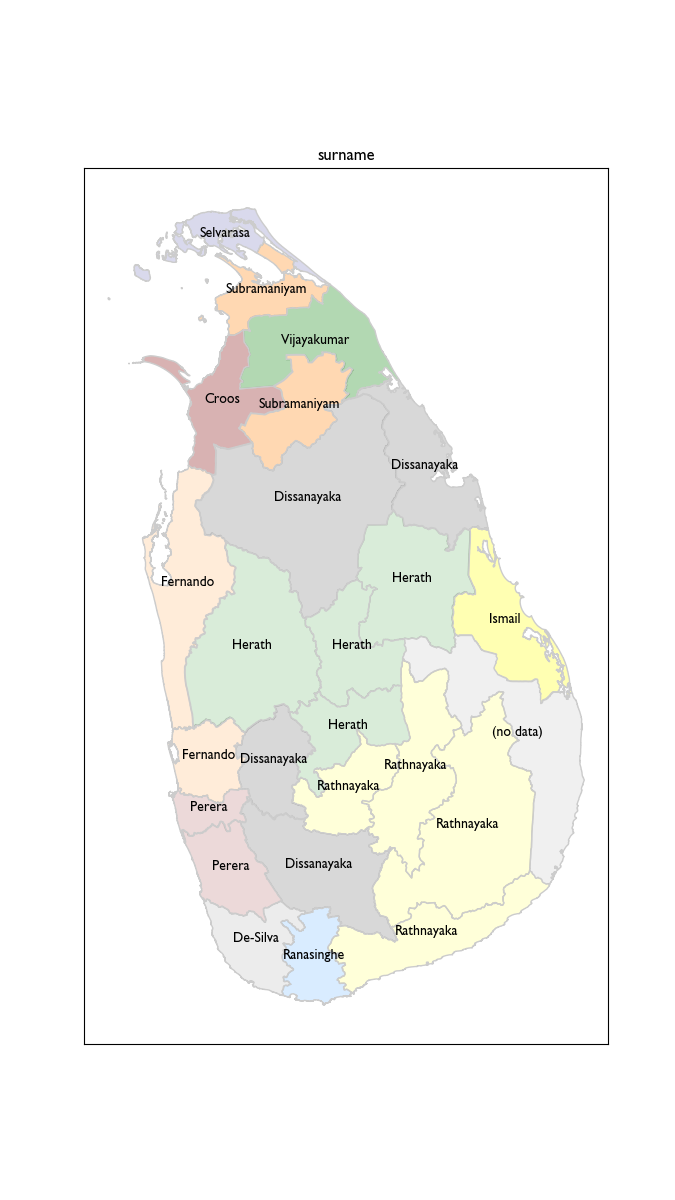 surname
Selvarasa
Subramaniyam
Vijayakumar
Croos
Subramaniyam
Dissanayaka
Dissanayaka
Herath
Fernando
Ismail
Herath
Herath
Herath
(no data)
Fernando
Dissanayaka
Rathnayaka
Rathnayaka
Perera
Rathnayaka
Dissanayaka
Perera
Rathnayaka
De-Silva
Ranasinghe